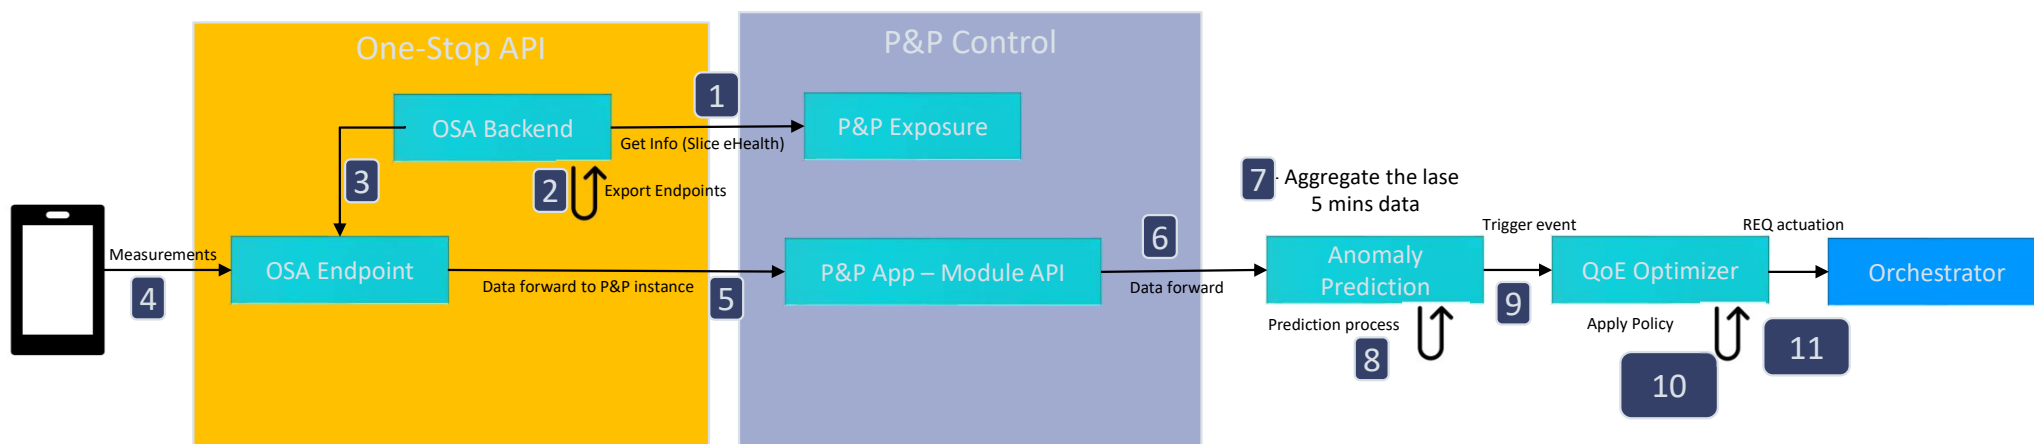 One-Stop API
P&P Control
1
OSA Backend
P&P Exposure
Get Info (Slice eHealth)
3
2
Export Endpoints
7
- Aggregate the lase
5 mins data
Measurements
4
OSA Endpoint
Data forward to P&P instance
5
P&P App – Module API
6
Data forward
Anomaly
Prediction
Prediction process
8
Trigger event
9
QoE Optimizer
Apply Policy
10
REQ actuation
11
Orchestrator